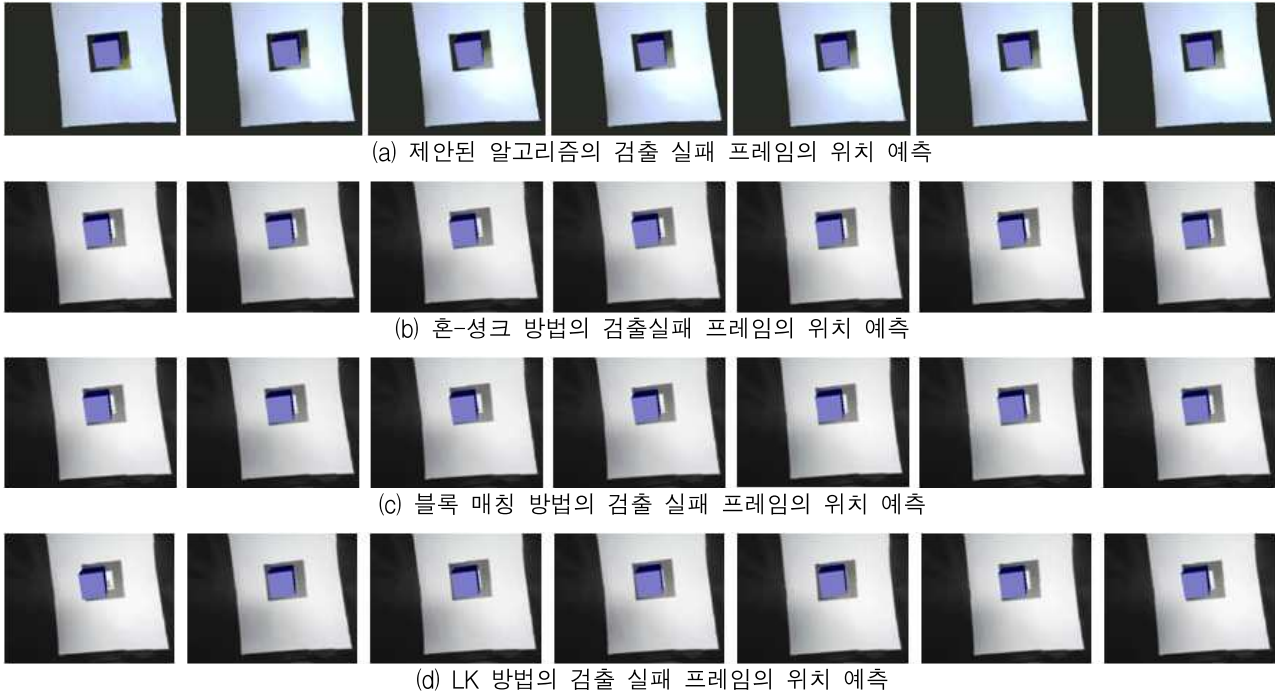 (a) 제안된 알고리즘의 검출 실패 프레임의 위치 예측
(b) 혼-셩크 방법의 검출실패 프레임의 위치 예측
(c) 블록 매칭 방법의 검출 실패 프레임의 위치 예측
(d) LK 방법의 검출 실패 프레임의 위치 예측